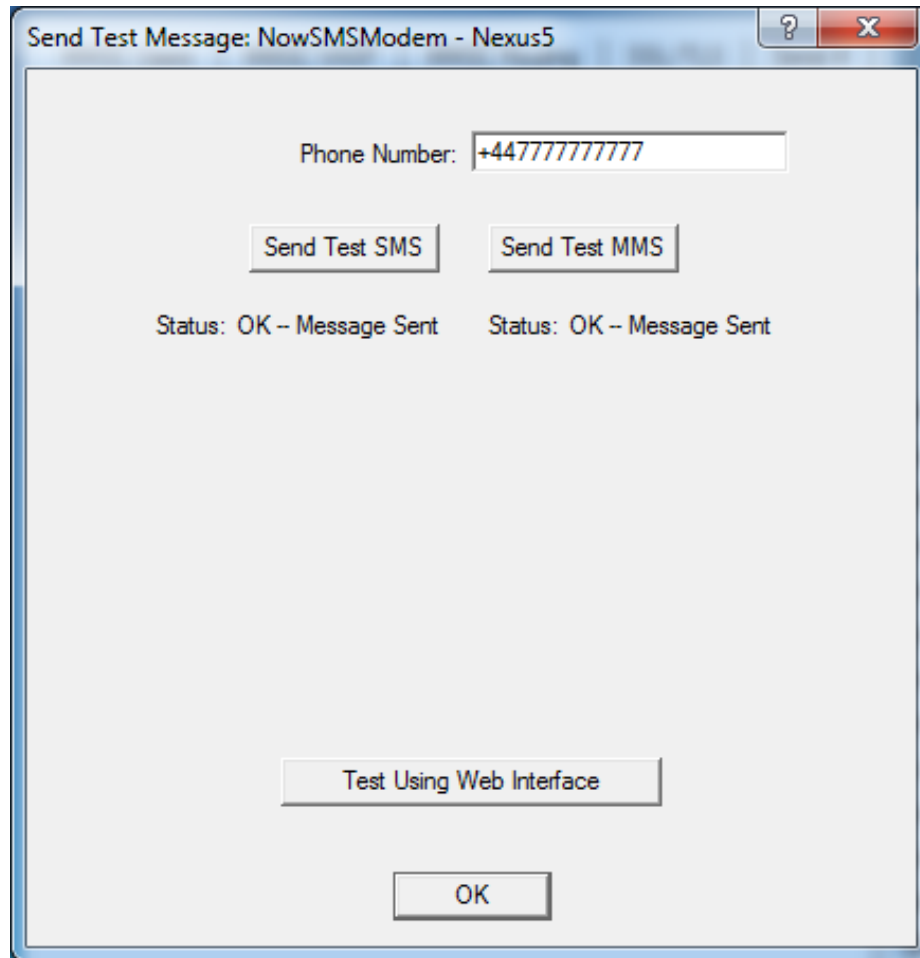 Send Test Message: NowSMSModem - Nexus5
Phone Number: +447777777777
Send Test SMS Send Test MMS
Status: OK -- Message Sent Status: OK -- Message Sent
Test Using Web Interface
OK